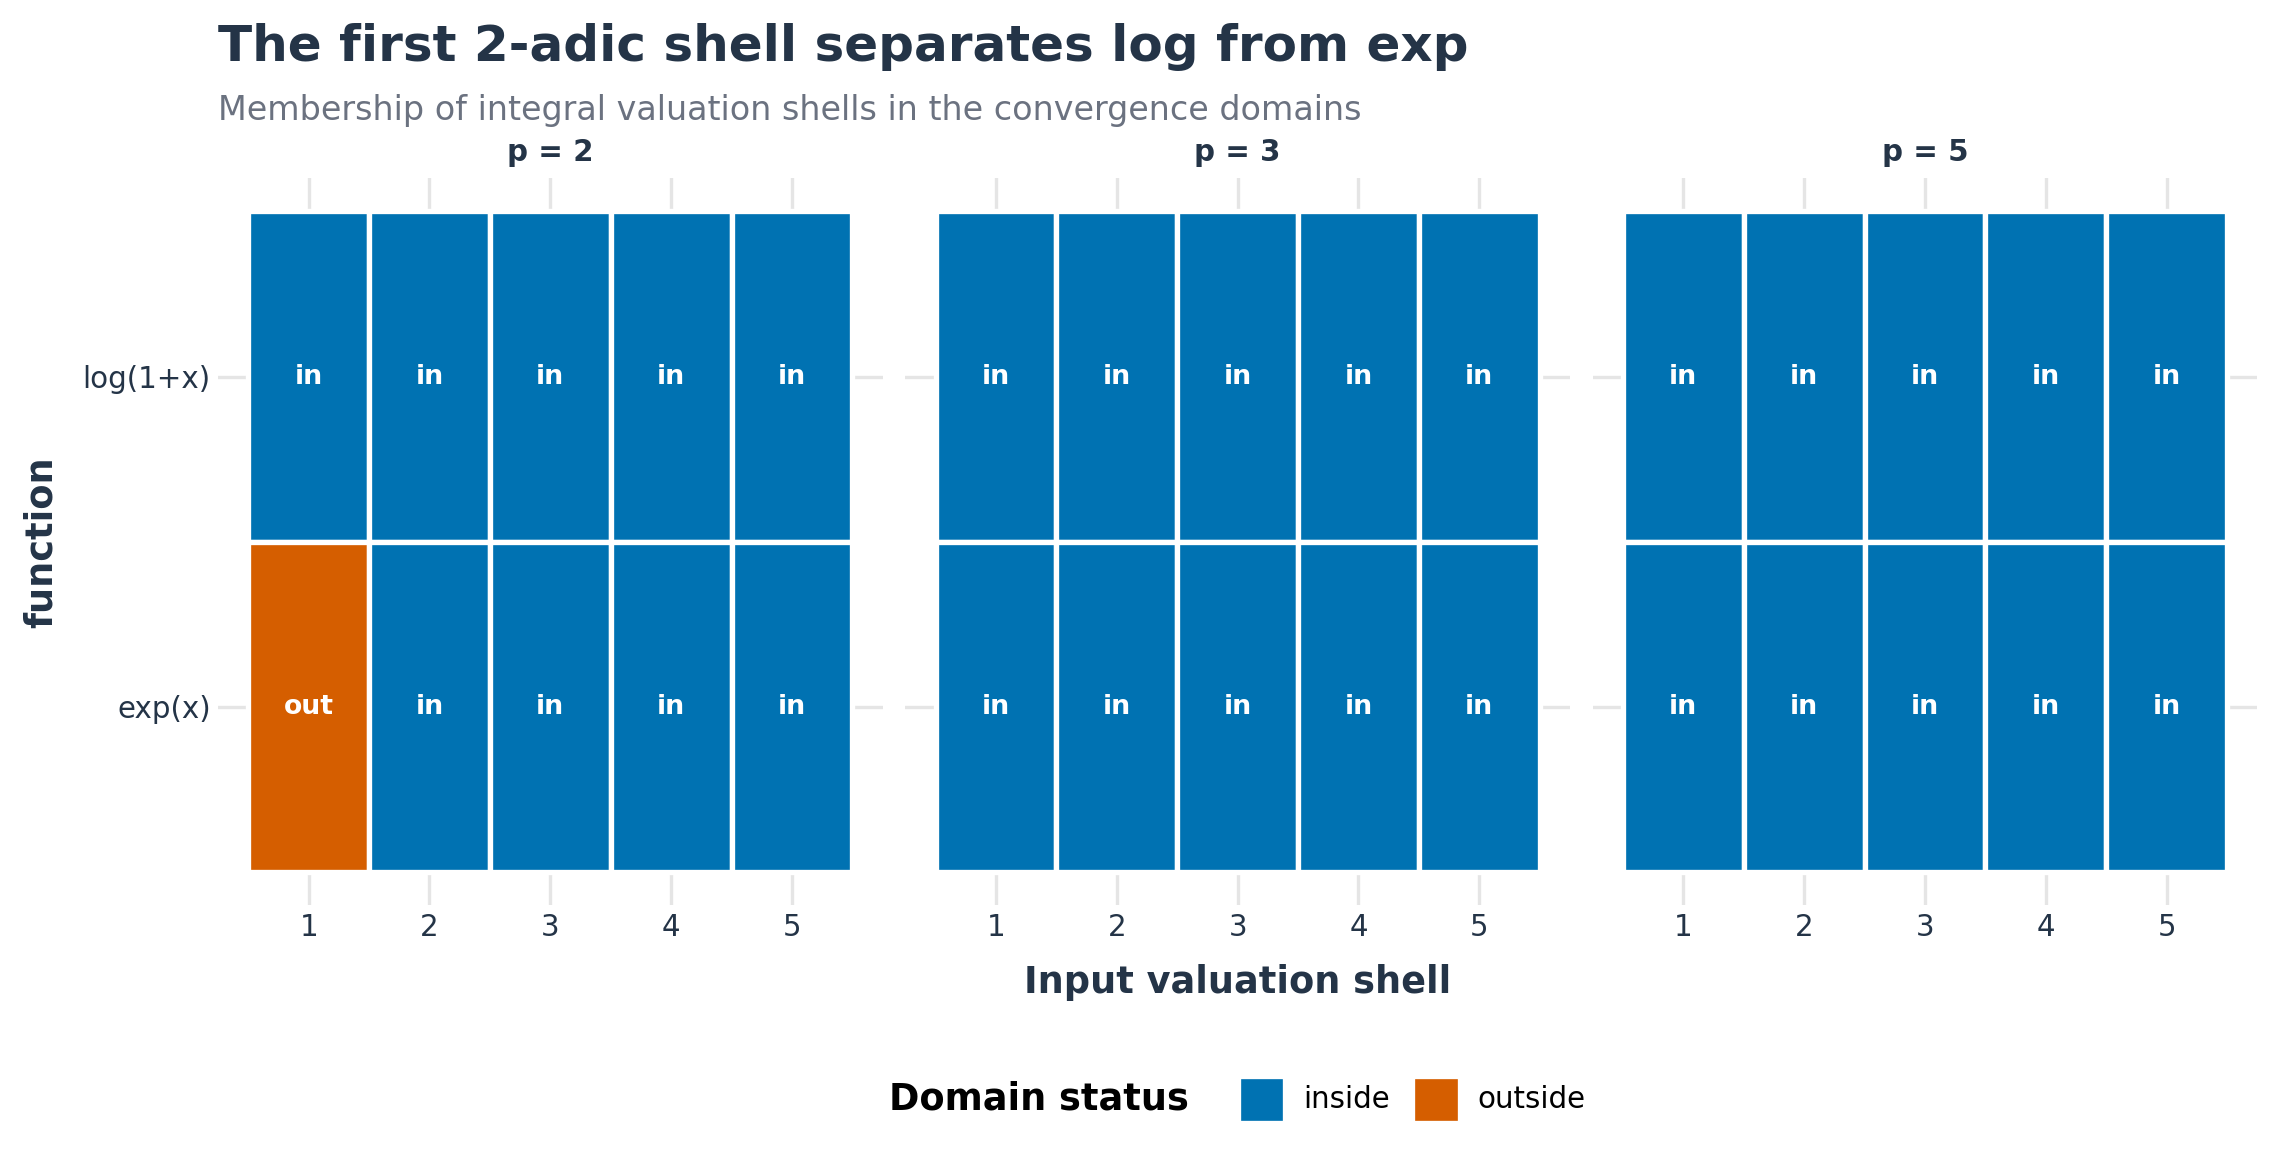 The first 2-adic shell separates log from exp
Membership of integral valuation shells in the convergence domains
p = 2 p = 3 p = 5
log(1+x) in in in in in in in in in in in in in in in
function
exp(x) out in in in in in in in in in in in in in in
1 2 3 4 5 1 2 3 4 5 1 2 3 4 5
Input valuation shell
Domain status inside outside